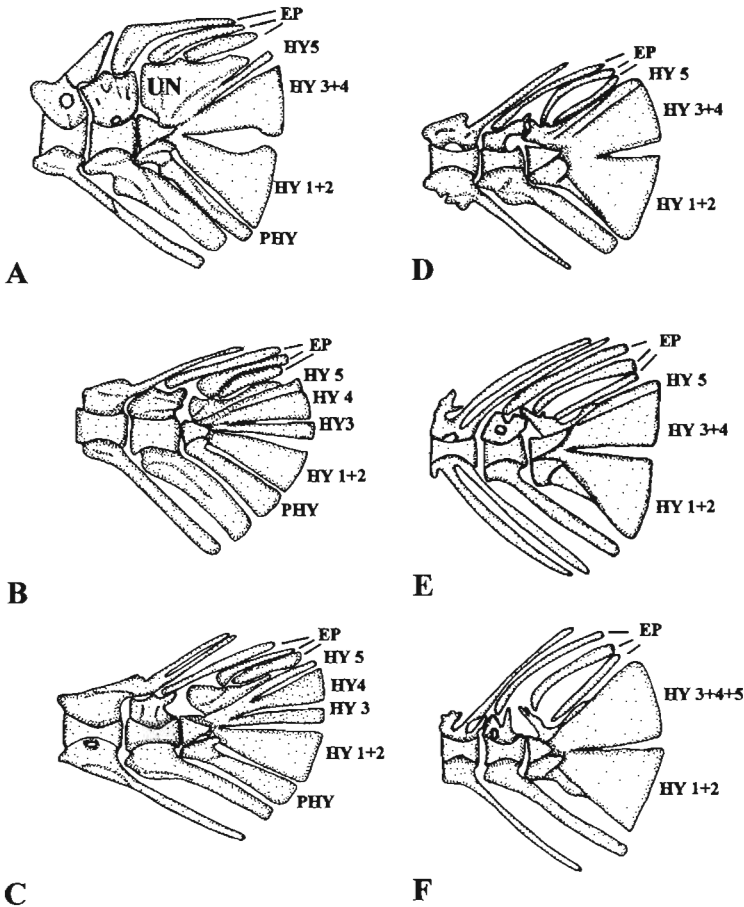 EP
HY5
UN
HY 3+4
HY 1+2
PHY
A
EP
HY 5
HY 4
HY3
HY 1+2
PHY
B
EP
HY 5
HY4
HY 3
HY 1+2
PHY
C
EP
HY 5
HY 3+4
HY 1+2
D
EP
HY 5
HY 3+4
HY 1+2
E
EP
HY 3+4+5
HY 1+2
F